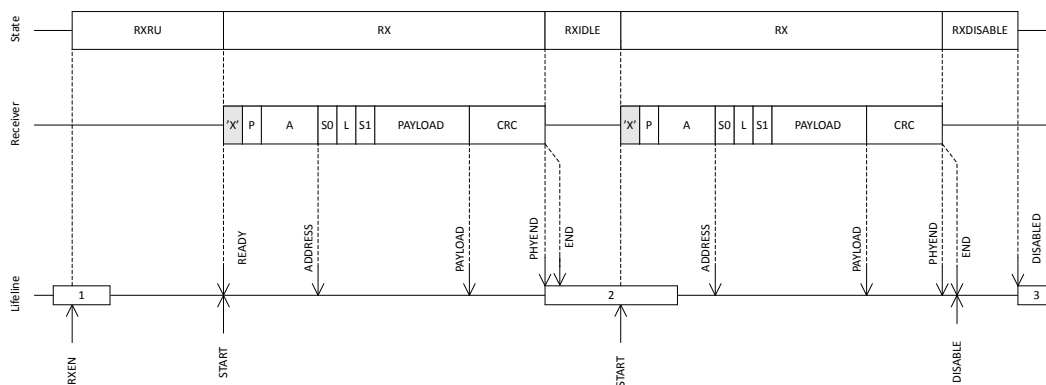 State
RXRU
RX
RXIDLE
RX
RXDISABLE
Receiver
'X' P A S0 L S1 PAYLOAD CRC
'X' P A S0 L S1 PAYLOAD CRC
READY
ADDRESS
PAYLOAD
PHYEND
END
ADDRESS
PAYLOAD
PHYEND
END
DISABLED
Lifeline
1
2
3
RXEN
START
START
DISABLE